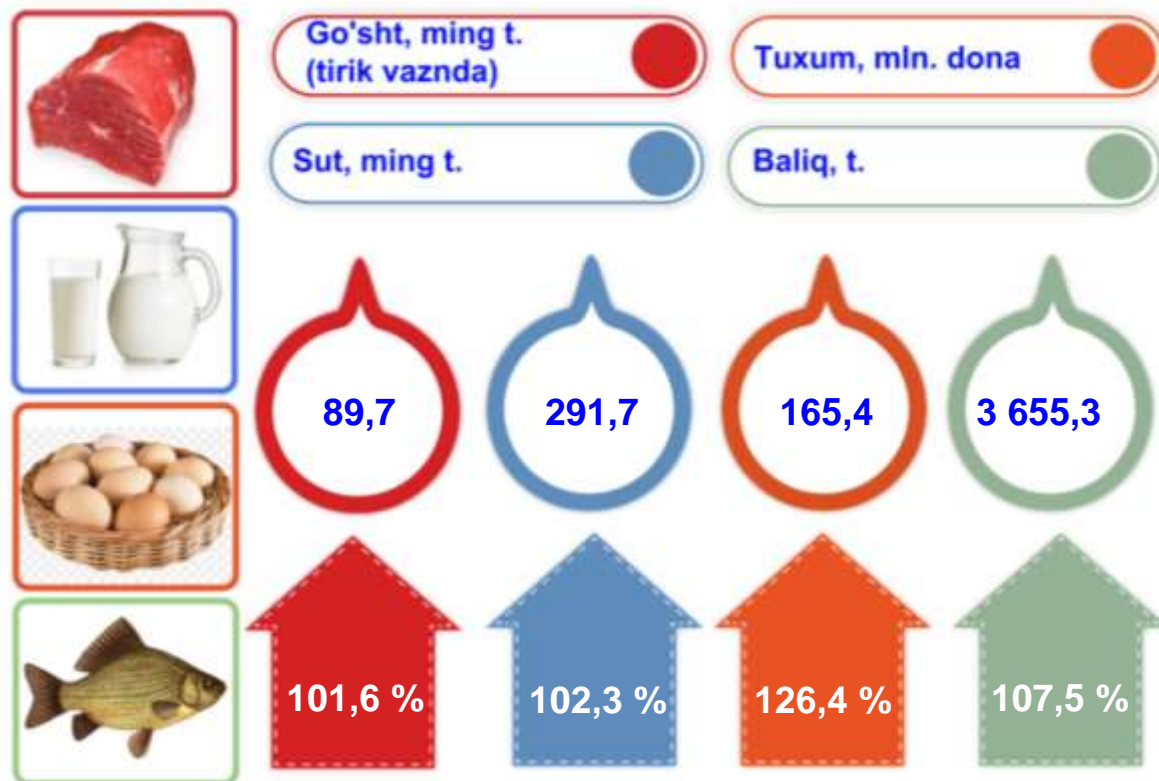 Go'sht, ming t.
(tirik vaznda)
Tuxum, mln. dona
Sut, ming t.
Baliq, t.
89,7
291,7
165,4
3 655,3
101,6 %
102,3 %
126,4 %
107,5 %